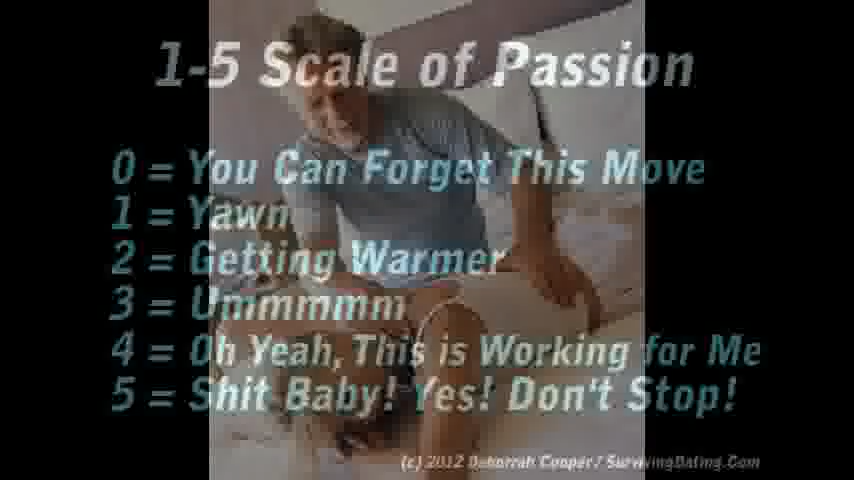 1-5 Scale of Passion
0 = You Can Forget This Move
1 = Yawn
2 = Getting Warmer
3 = Ummmmmm
4 = Oh Yeah, This is Working for Me
5 = Shit Baby! Yes! Don't Stop!
(c) 2012 Deborrah Cooper / SurvivingDating.Com